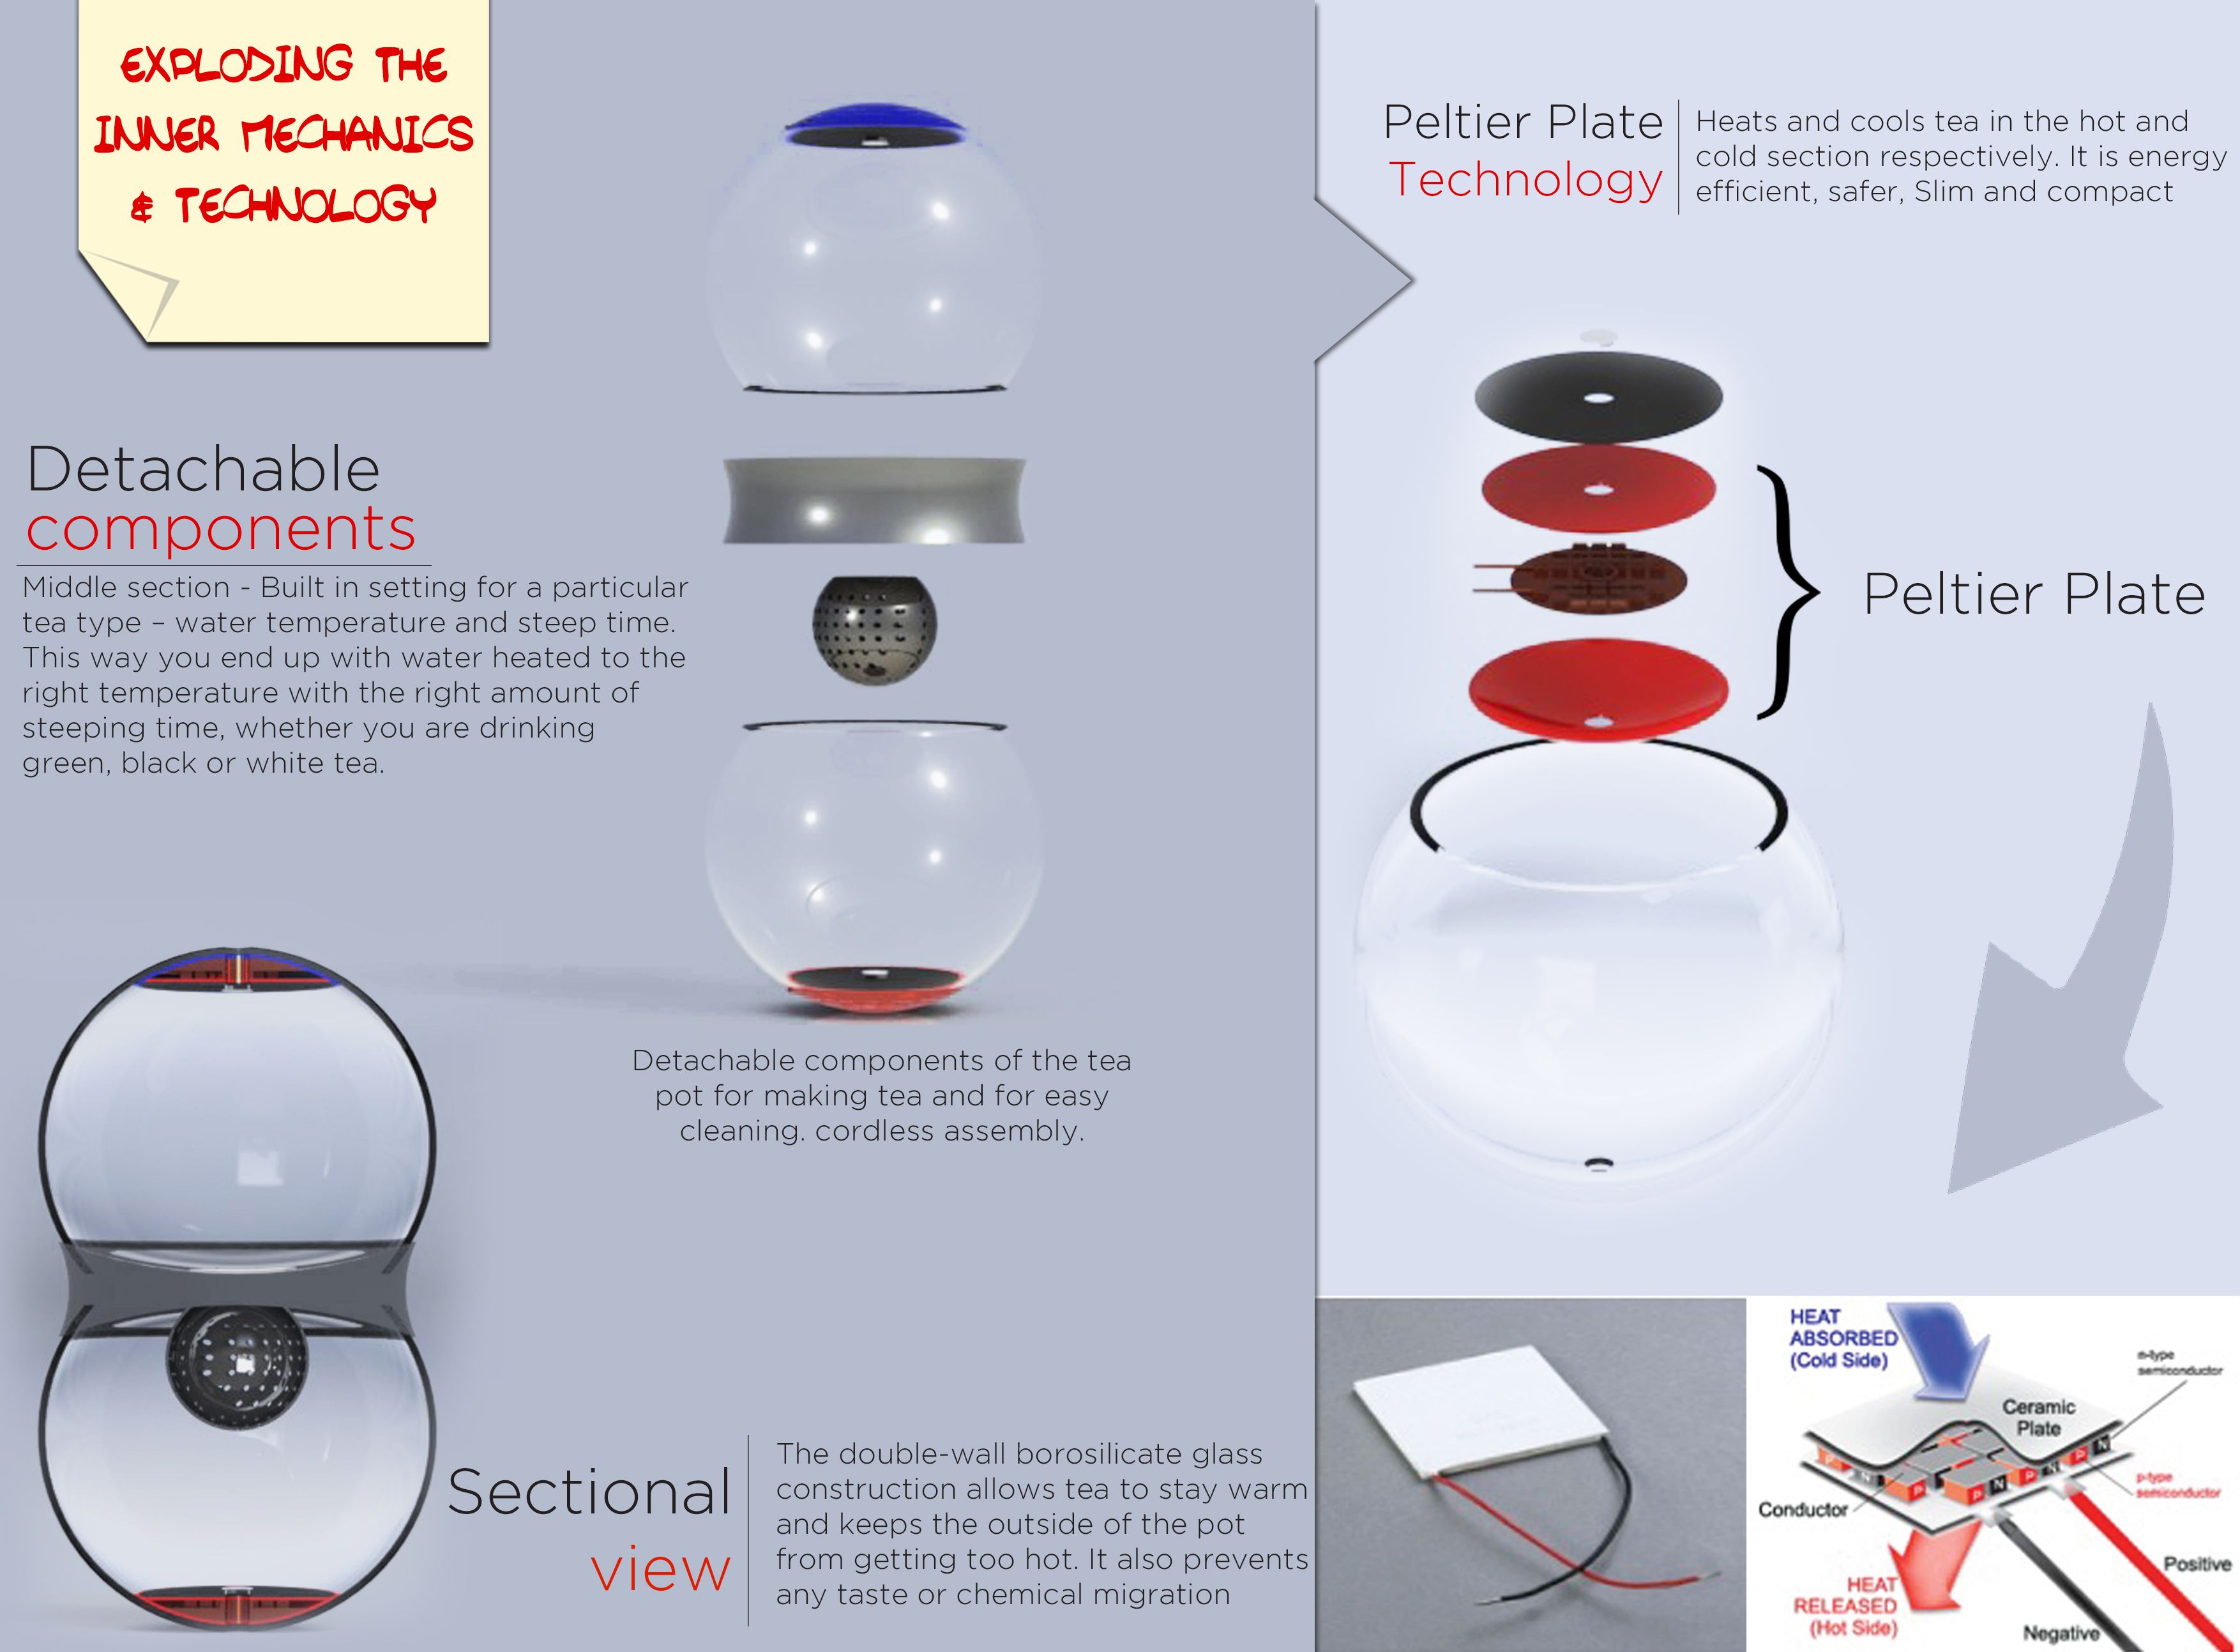 EXPLODING THE
INNER MECHANICS
& TECHNOLOGY
Detachable
components
Middle section - Built in setting for a particular
tea type – water temperature and steep time.
This way you end up with water heated to the
right temperature with the right amount of
steeping time, whether you are drinking
green, black or white tea.
Detachable components of the tea
pot for making tea and for easy
cleaning. cordless assembly.
Sectional
view
The double-wall borosilicate glass
construction allows tea to stay warm
and keeps the outside of the pot
from getting too hot. It also prevents
any taste or chemical migration
Peltier Plate
Technology
Heats and cools tea in the hot and
cold section respectively. It is energy
efficient, safer, Slim and compact
Peltier Plate
HEAT
ABSORBED
(Cold Side)
n-type
semiconductor
Ceramic
Plate
P
N
P
N
P
N
P
N
p-type
semiconductor
Conductor
Positive
HEAT
RELEASED
(Hot Side)
Negative